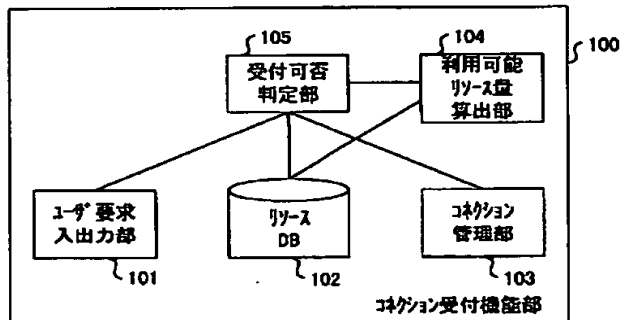 105
104
100
受付可否
判定部
利用可能
リソース量
算出部
ユーザ要求
入出力部
リソース
DB
コネクション
管理部
101
102
103
コネクション受付機能部